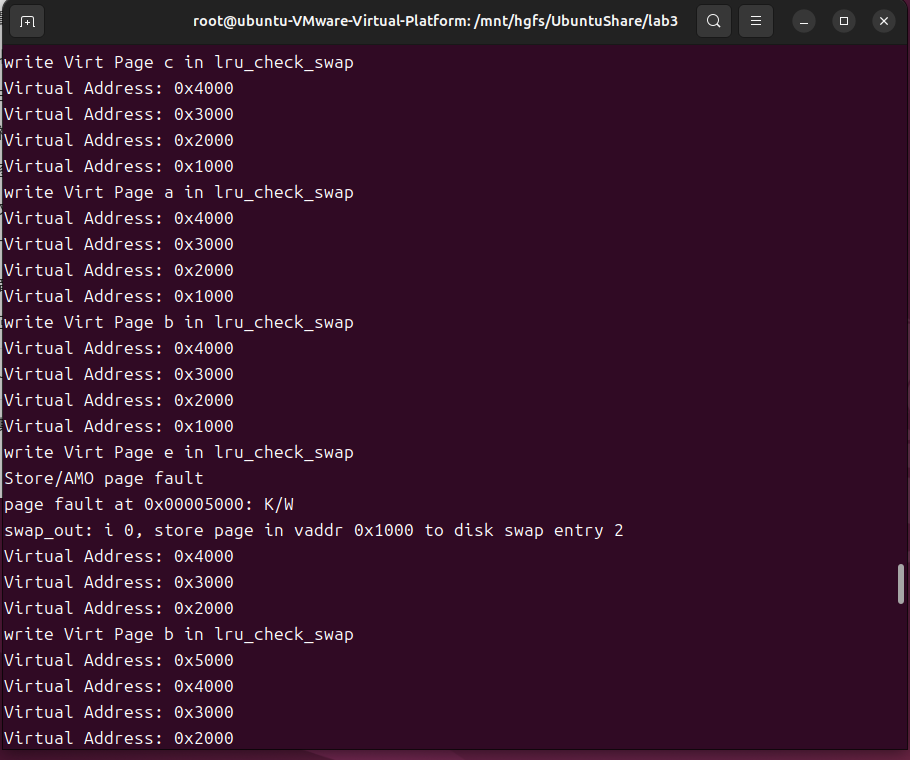 root@ubuntu-VMware-Virtual-Platform: /mnt/hgfs/UbuntuShare/lab3
write Virt Page c in lru_check_swap
Virtual Address: 0x4000
Virtual Address: 0x3000
Virtual Address: 0x2000
Virtual Address: 0x1000
write Virt Page a in lru_check_swap
Virtual Address: 0x4000
Virtual Address: 0x3000
Virtual Address: 0x2000
Virtual Address: 0x1000
write Virt Page b in lru_check_swap
Virtual Address: 0x4000
Virtual Address: 0x3000
Virtual Address: 0x2000
Virtual Address: 0x1000
write Virt Page e in lru_check_swap
Store/AMO page fault
page fault at 0x00005000: K/W
swap_out: i 0, store page in vaddr 0x1000 to disk swap entry 2
Virtual Address: 0x4000
Virtual Address: 0x3000
Virtual Address: 0x2000
write Virt Page b in lru_check_swap
Virtual Address: 0x5000
Virtual Address: 0x4000
Virtual Address: 0x3000
Virtual Address: 0x2000